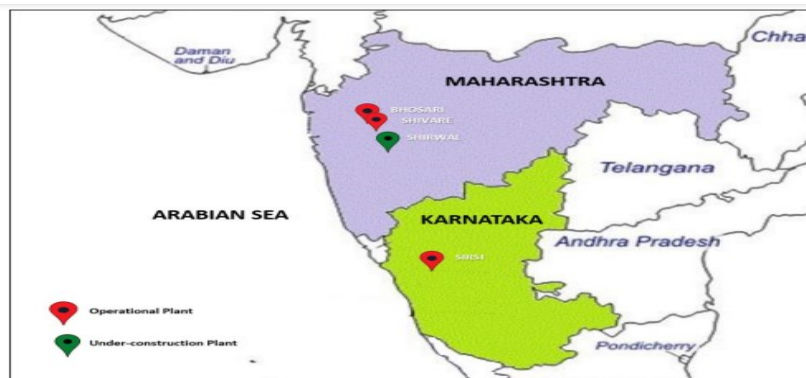 Daman
and Diu
Chha
MAHARASHTRA
BHOSARI
SHIVARE
SHIRWAL
Telangana
ARABIAN SEA
KARNATAKA
Andhra Pradesh
SIRSI
Operational Plant
Under-construction Plant
Pondicherry